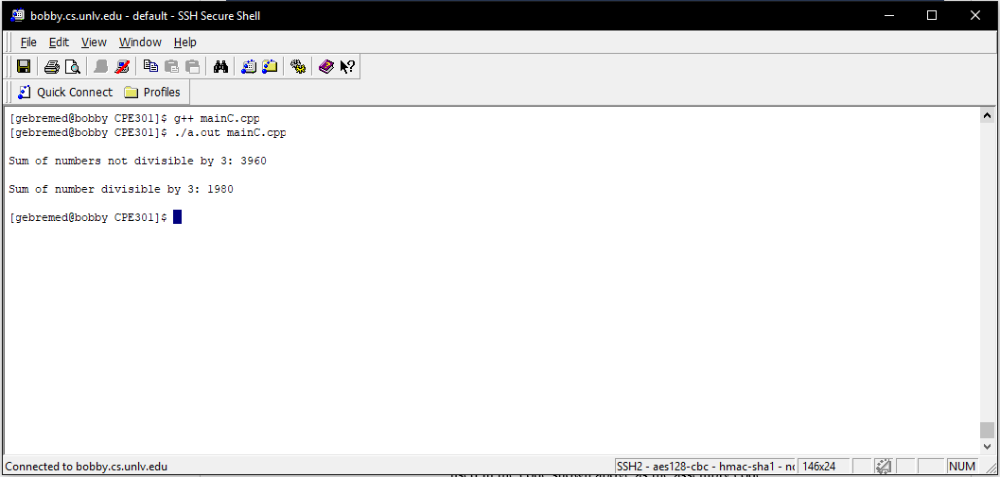 bobby.cs.unlv.edu - default - SSH Secure Shell
File Edit View Window Help
Quick Connect Profiles
[gebremed@bobby CPE301]$ g++ mainC.cpp
[gebremed@bobby CPE301]$ ./a.out mainC.cpp
Sum of numbers not divisible by 3: 3960
Sum of number divisible by 3: 1980
[gebremed@bobby CPE301]$
Connected to bobby.cs.unlv.edu SSH2 - aes128-cbc - hmac-sha1 - nc 146x24 NUM